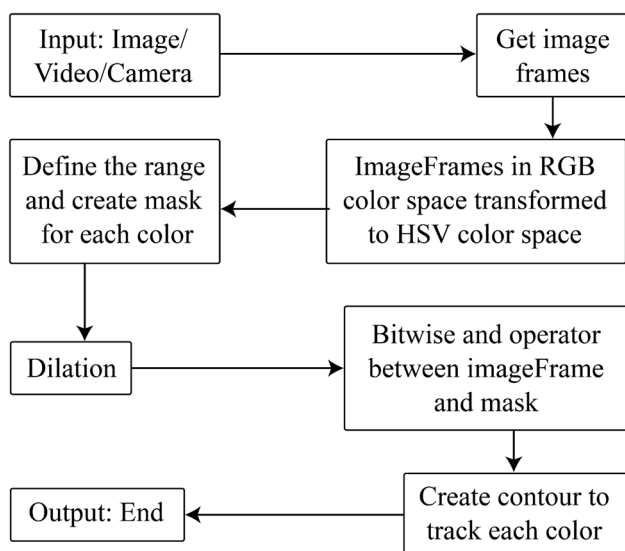 Input: Image/
Video/Camera
Get image
frames
ImageFrames in RGB
color space transformed
to HSV color space
Define the range
and create mask
for each color
Dilation
Bitwise and operator
between imageFrame
and mask
Create contour to
track each color
Output: End